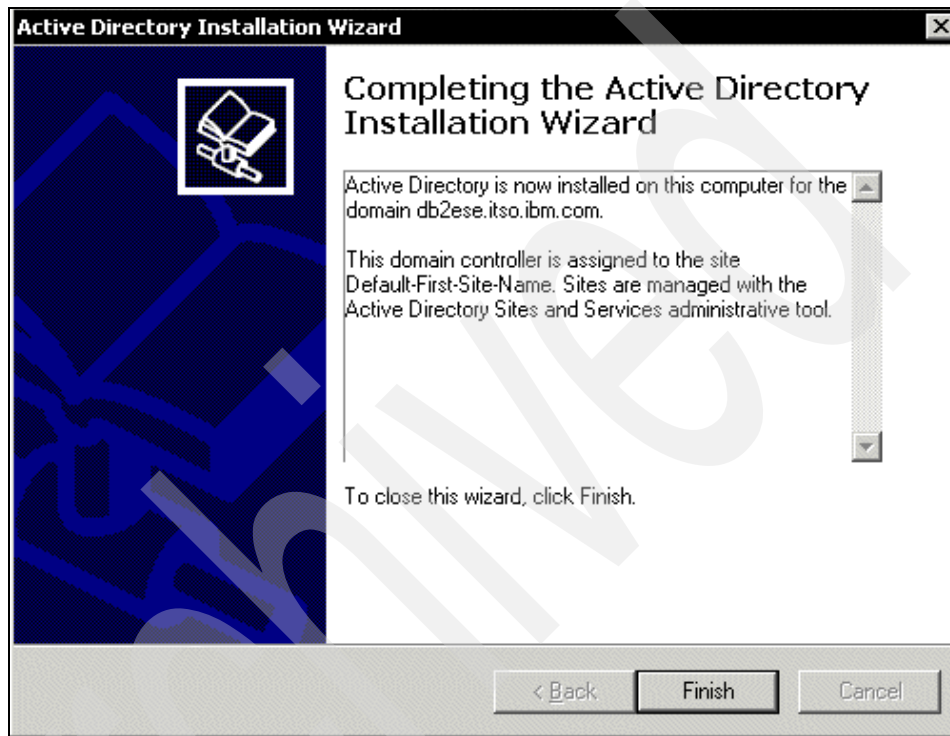 Active Directory Installation Wizard
Completing the Active Directory
Installation Wizard
Active Directory is now installed on this computer for the
domain db2ese.itso.ibm.com.
This domain controller is assigned to the site
Default-First-Site-Name. Sites are managed with the
Active Directory Sites and Services administrative tool.
To close this wizard, click Finish.
< Back Finish Cancel